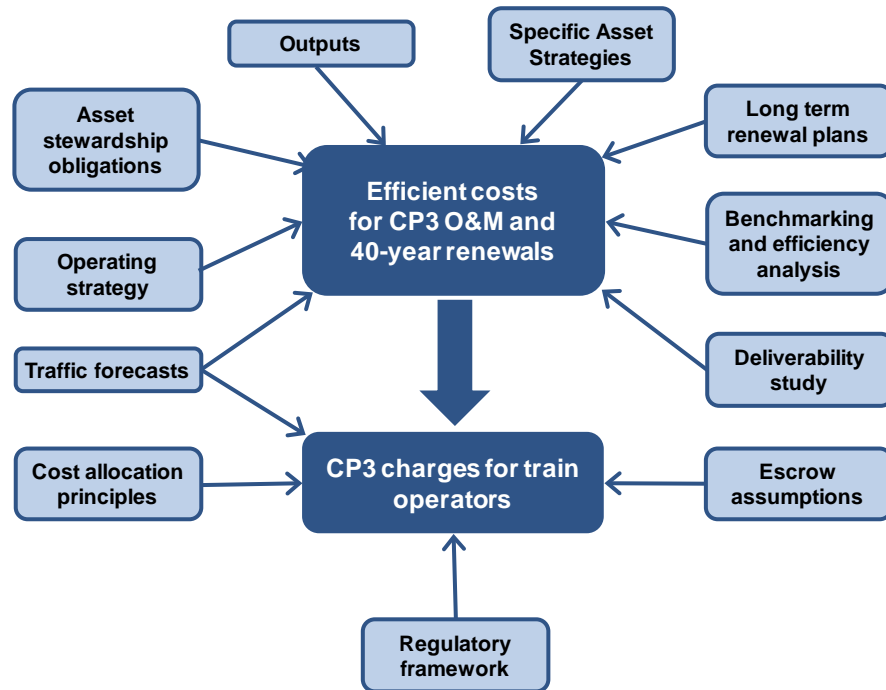 Outputs
Specific Asset
Strategies
Asset
stewardship
obligations
Long term
renewal plans
Efficient costs
for CP3 O&M and
40-year renewals
Benchmarking
and efficiency
analysis
Operating
strategy
Traffic forecasts
Deliverability
study
Cost allocation
principles
CP3 charges for train
operators
Escrow
assumptions
Regulatory
framework